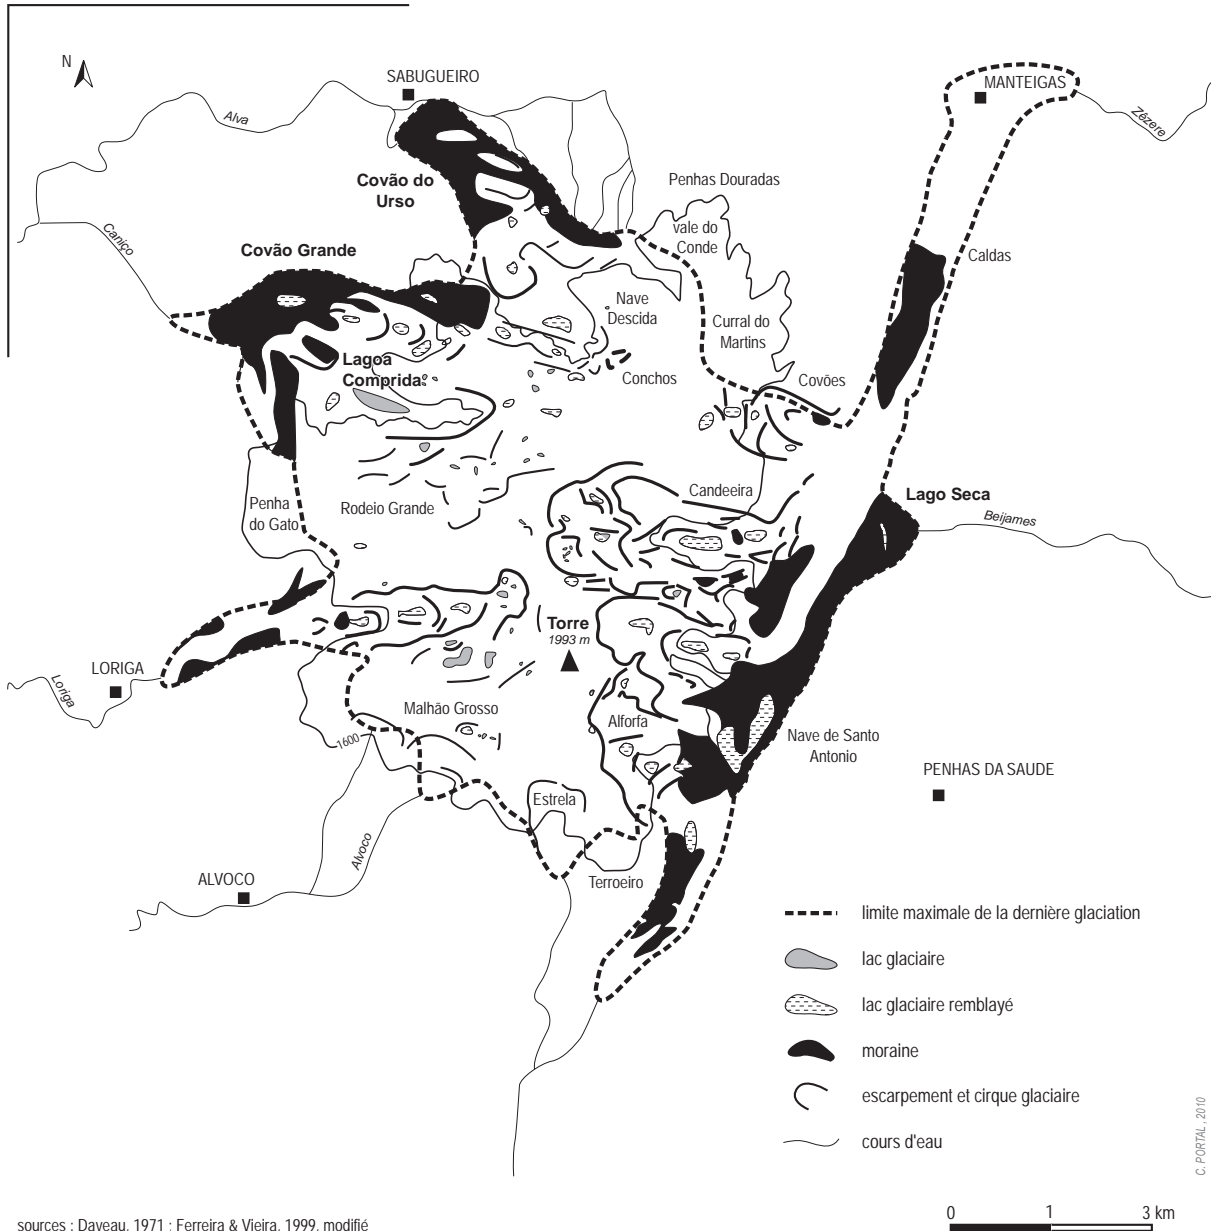 N
SABUGUEIRO
MANTEIGAS
Alva
Zêzere
Covão do
Urso
Penhas Douradas
vale do
Conde
Caniço
Covão Grande
Caldas
Nave
Descida
Curral do
Martins
Lagoa
Comprida
Conchos
Covões
Candeeira
Lago Seca
Penha
do Gato
Rodeio Grande
Beijames
Torre
1993 m
LORIGA
Loriga
Malhão Grosso
Alforfa
Nave de Santo
Antonio
1600
PENHAS DA SAUDE
Estrela
Alvoco
ALVOCO
Terroeiro
limite maximale de la dernière glaciation
lac glaciaire
lac glaciaire remblayé
moraine
escarpement et cirque glaciaire
cours d'eau
C. PORTAL, 2010
0 1 3 km
sources : Daveau, 1971 ; Ferreira & Vieira, 1999, modifié